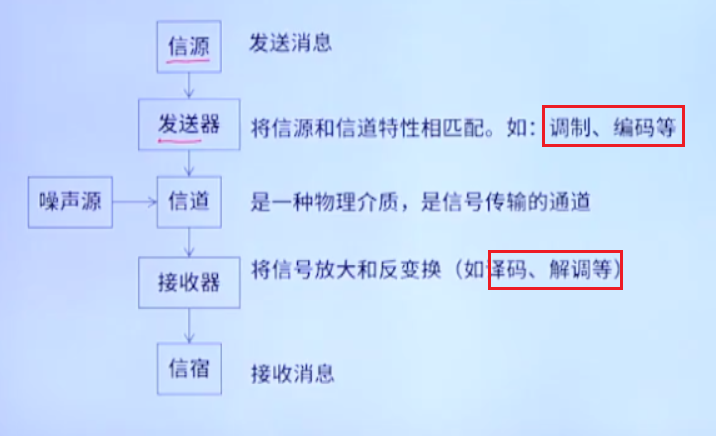 信源 发送消息
发送器 将信源和信道特性相匹配。如：调制、编码等
噪声源 信道 是一种物理介质，是信号传输的通道
接收器 将信号放大和反变换（如译码、解调等）
信宿 接收消息